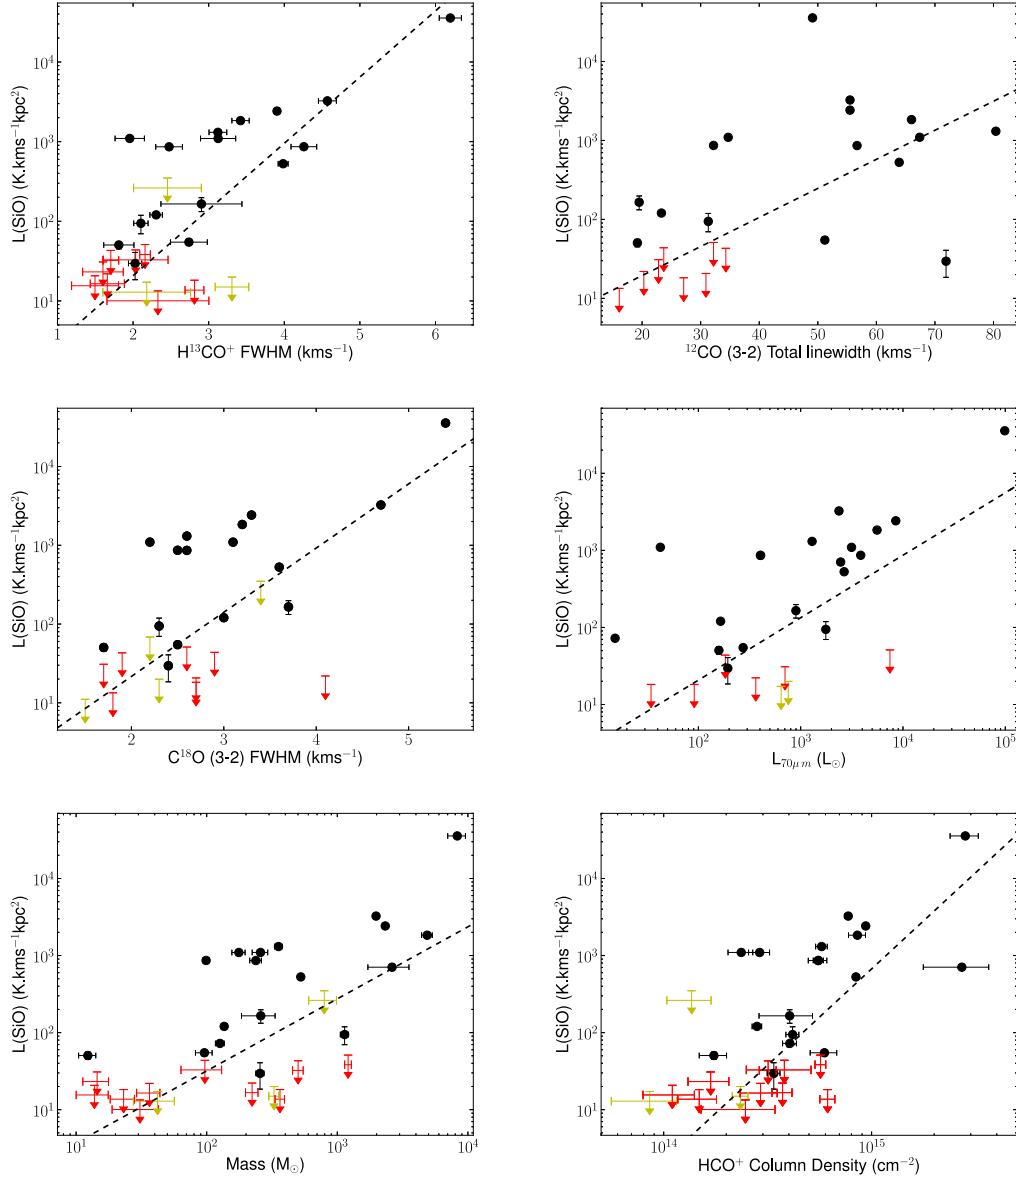 L(SiO) (K.kms⁻¹kpc²)
10⁴
10³
10²
10¹
1 2 3 4 5 6
H¹³CO⁺ FWHM (kms⁻¹)
L(SiO) (K.kms⁻¹kpc²)
10⁴
10³
10²
10¹
20 30 40 50 60 70 80
¹²CO (3-2) Total linewidth (kms⁻¹)
L(SiO) (K.kms⁻¹kpc²)
10⁴
10³
10²
10¹
2 3 4 5
C¹⁸O (3-2) FWHM (kms⁻¹)
L(SiO) (K.kms⁻¹kpc²)
10⁴
10³
10²
10¹
10² 10³ 10⁴ 10⁵
L₇₀μm (L⊙)
L(SiO) (K.kms⁻¹kpc²)
10⁴
10³
10²
10¹
10¹ 10² 10³ 10⁴
Mass (M⊙)
L(SiO) (K.kms⁻¹kpc²)
10⁴
10³
10²
10¹
10¹⁴ 10¹⁵
HCO⁺ Column Density (cm⁻²)